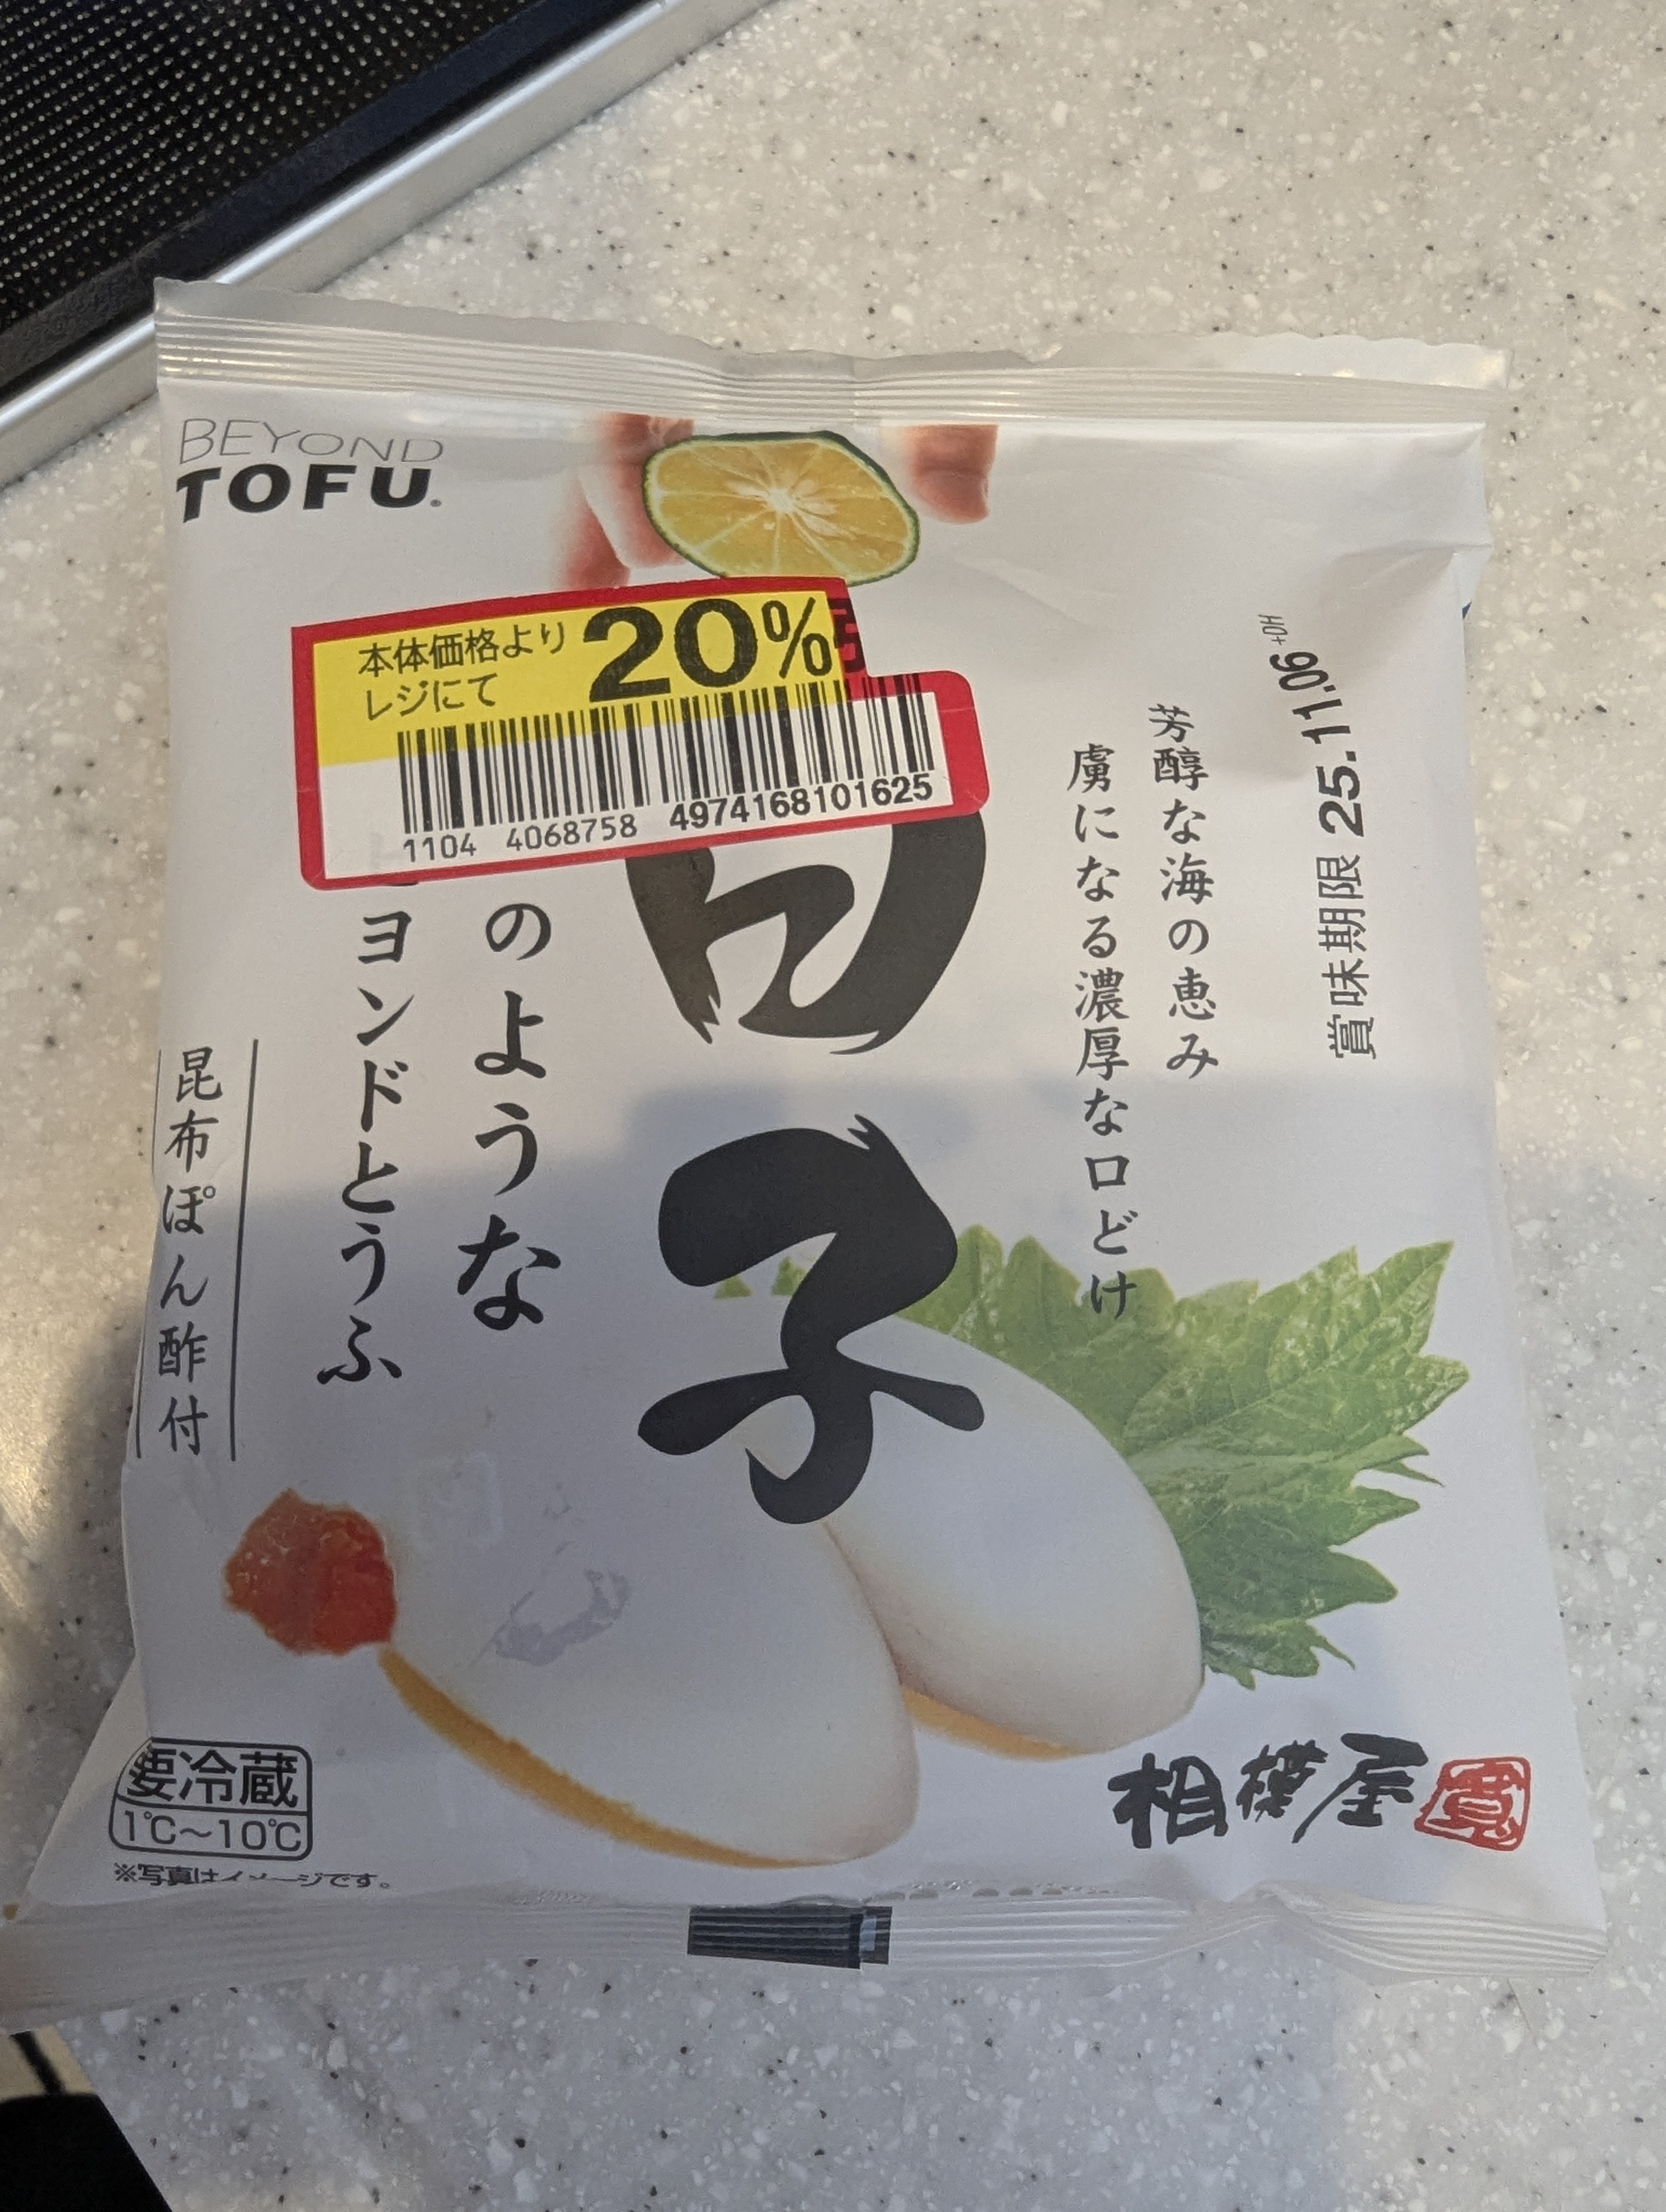 BEYOND
TOFU
本体価格より
レジにて
20%
1104 4068758 4974168101625
芳醇な海の恵み
虜になる濃厚な口どけ
子
のような
ヨンドとうふ
昆布ぽん酢付
賞味期限 25.11.06
要冷蔵
1℃〜10℃
※写真はイメージです。
相模屋